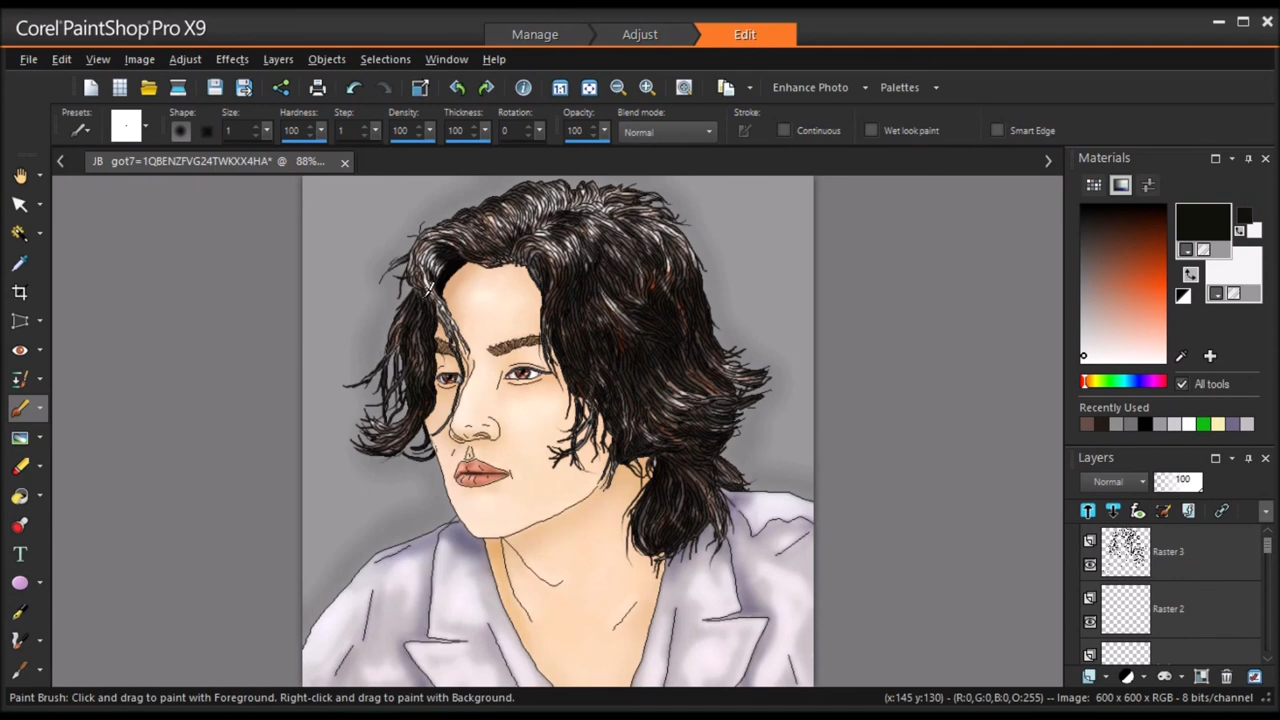 Corel PaintShop Pro X9
Manage Adjust Edit
File Edit View Image Adjust Effects Layers Objects Selections Window Help
Enhance Photo Palettes
Presets: Shape: Size: Hardness: Step: Density: Thickness: Rotation: Opacity: Blend mode: Stroke:
1 100 1 100 100 0 100 Normal Continuous Wet look paint Smart Edge
JB got7=1QBENZFVG24TWKXX4HA* @ 88%...
Materials
All tools
Recently Used
Layers
Normal 100
Raster 3
Raster 2
Paint Brush: Click and drag to paint with Foreground. Right-click and drag to paint with Background.
(x:145 y:130) -- (R:0,G:0,B:0,O:255) -- Image: 600 x 600 x RGB - 8 bits/channel